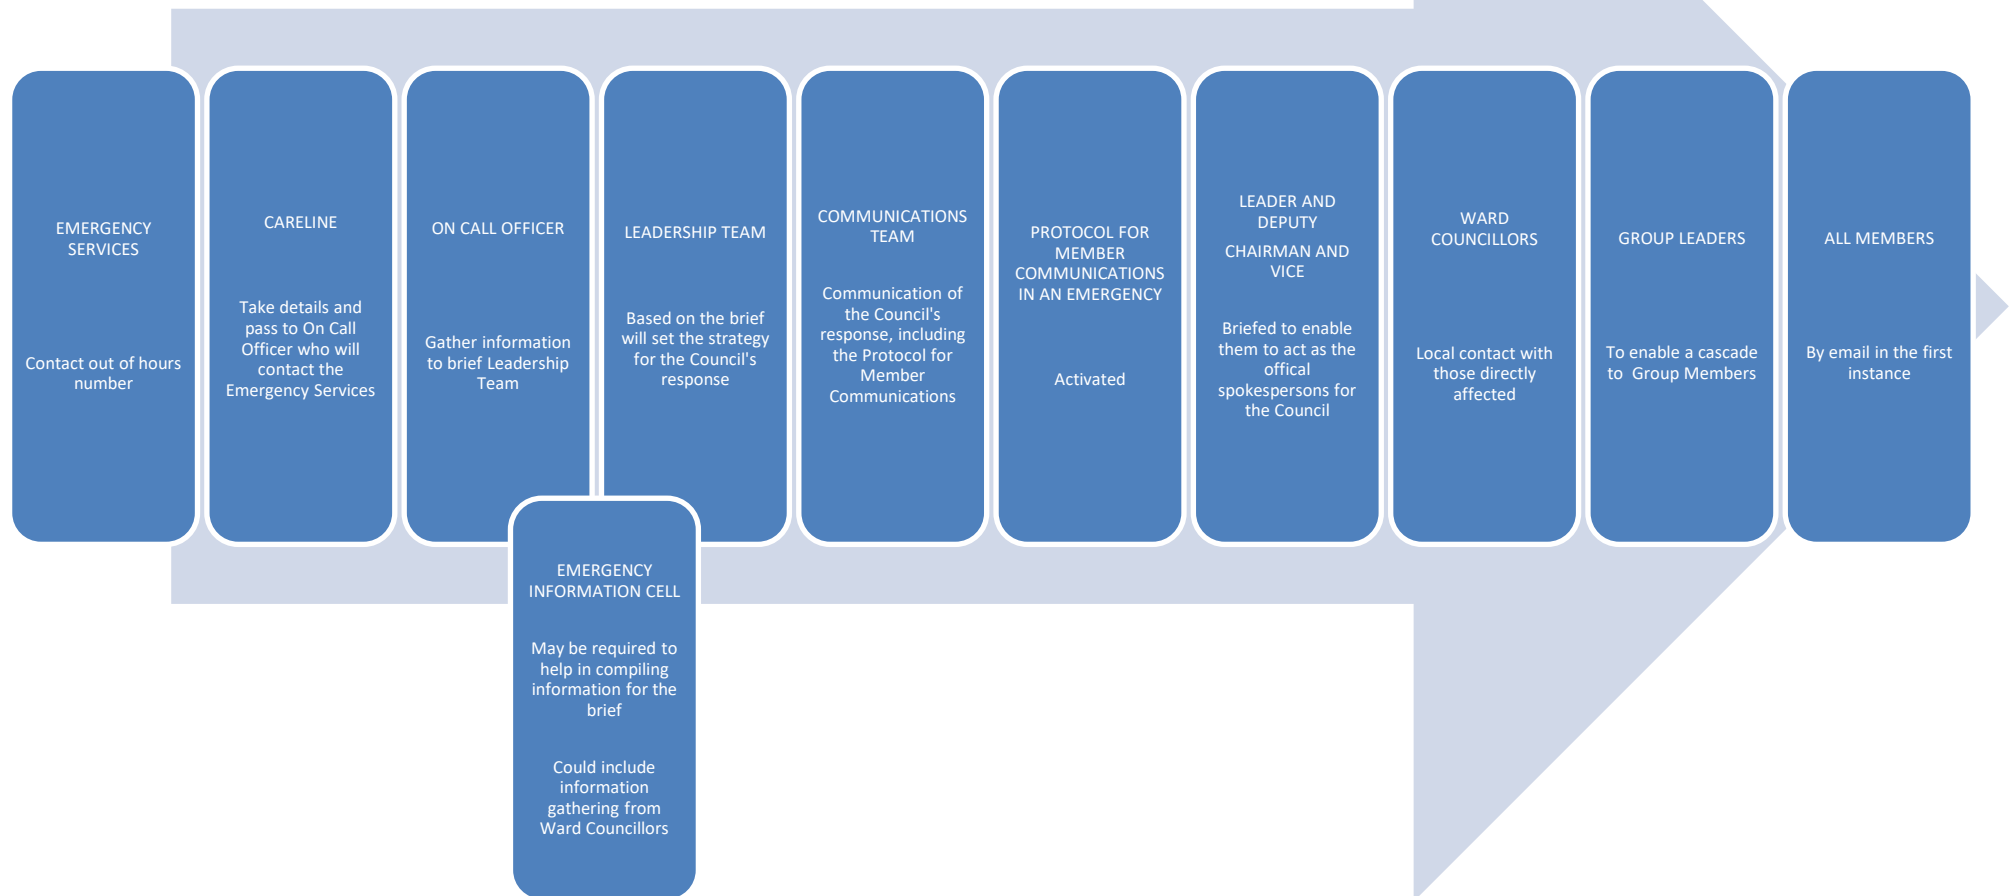 EMERGENCY
SERVICES
Contact out of hours
number
CARELINE
Take details and
pass to On Call
Officer who will
contact the
Emergency Services
ON CALL OFFICER
Gather information
to brief Leadership
Team
LEADERSHIP TEAM
Based on the brief
will set the strategy
for the Council's
response
COMMUNICATIONS
TEAM
Communication of
the Council's
response, including
the Protocol for
Member
Communications
PROTOCOL FOR
MEMBER
COMMUNICATIONS
IN AN EMERGENCY
Activated
LEADER AND
DEPUTY
CHAIRMAN AND
VICE
Briefed to enable
them to act as the
offical
spokespersons for
the Council
WARD
COUNCILLORS
Local contact with
those directly
affected
GROUP LEADERS
To enable a cascade
to Group Members
ALL MEMBERS
By email in the first
instance
EMERGENCY
INFORMATION CELL
May be required to
help in compiling
information for the
brief
Could include
information
gathering from
Ward Councillors